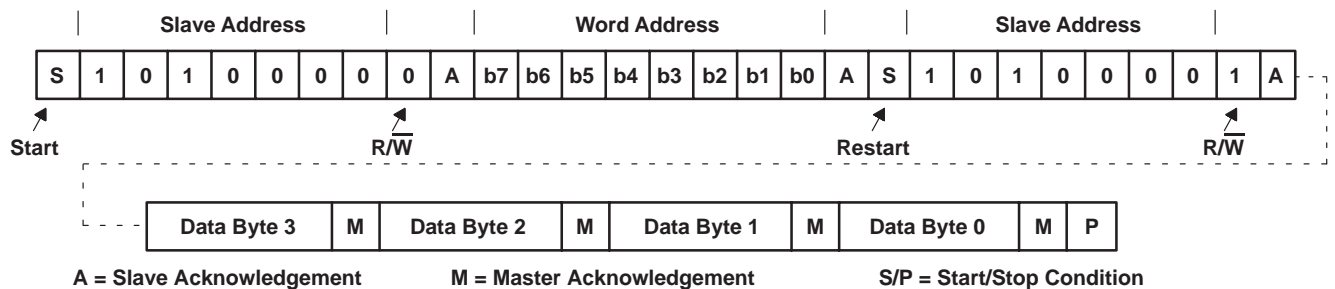 Slave Address Word Address Slave Address
S 1 0 1 0 0 0 0 0 A b7 b6 b5 b4 b3 b2 b1 b0 A S 1 0 1 0 0 0 0 1 A
Start R/W̅ Restart R/W̅
Data Byte 3 M Data Byte 2 M Data Byte 1 M Data Byte 0 M P
A = Slave Acknowledgement M = Master Acknowledgement S/P = Start/Stop Condition